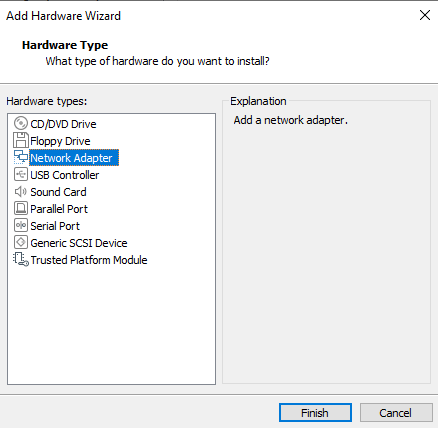 Add Hardware Wizard
Hardware Type
What type of hardware do you want to install?
Hardware types:
CD/DVD Drive
Floppy Drive
Network Adapter
USB Controller
Sound Card
Parallel Port
Serial Port
Generic SCSI Device
Trusted Platform Module
Explanation
Add a network adapter.
Finish
Cancel